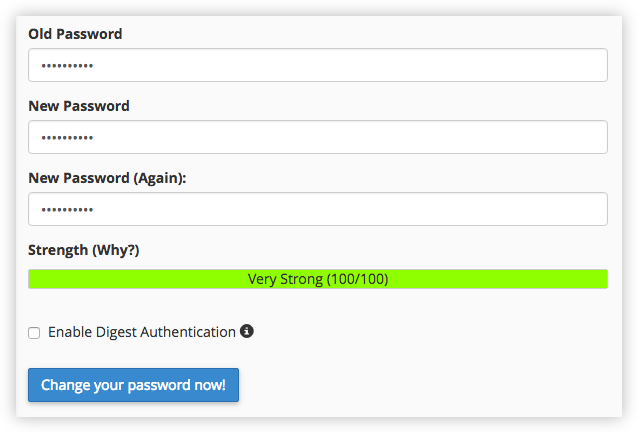 Old Password
••••••••••
New Password
••••••••••
New Password (Again):
••••••••••
Strength (Why?)
Very Strong (100/100)
Enable Digest Authentication
Change your password now!